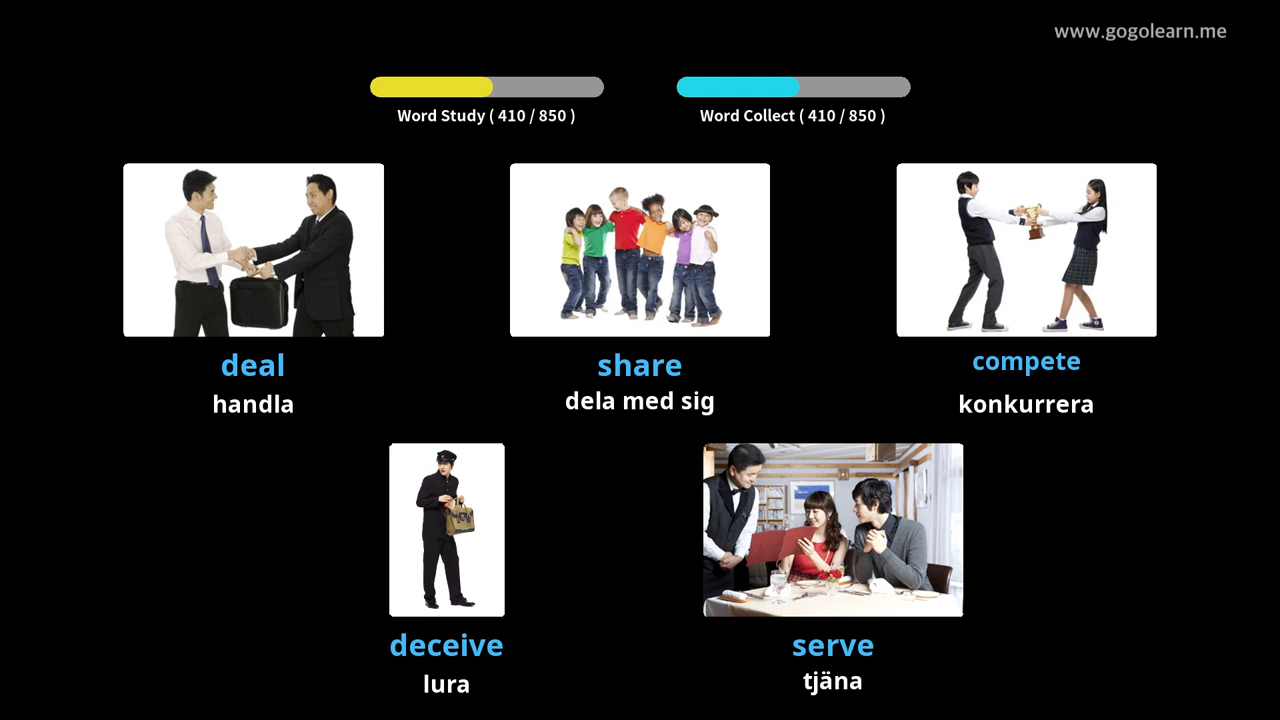 www.gogolearn.me
Word Study ( 410 / 850 )
Word Collect ( 410 / 850 )
deal
handla
share
dela med sig
compete
konkurrera
deceive
lura
serve
tjäna